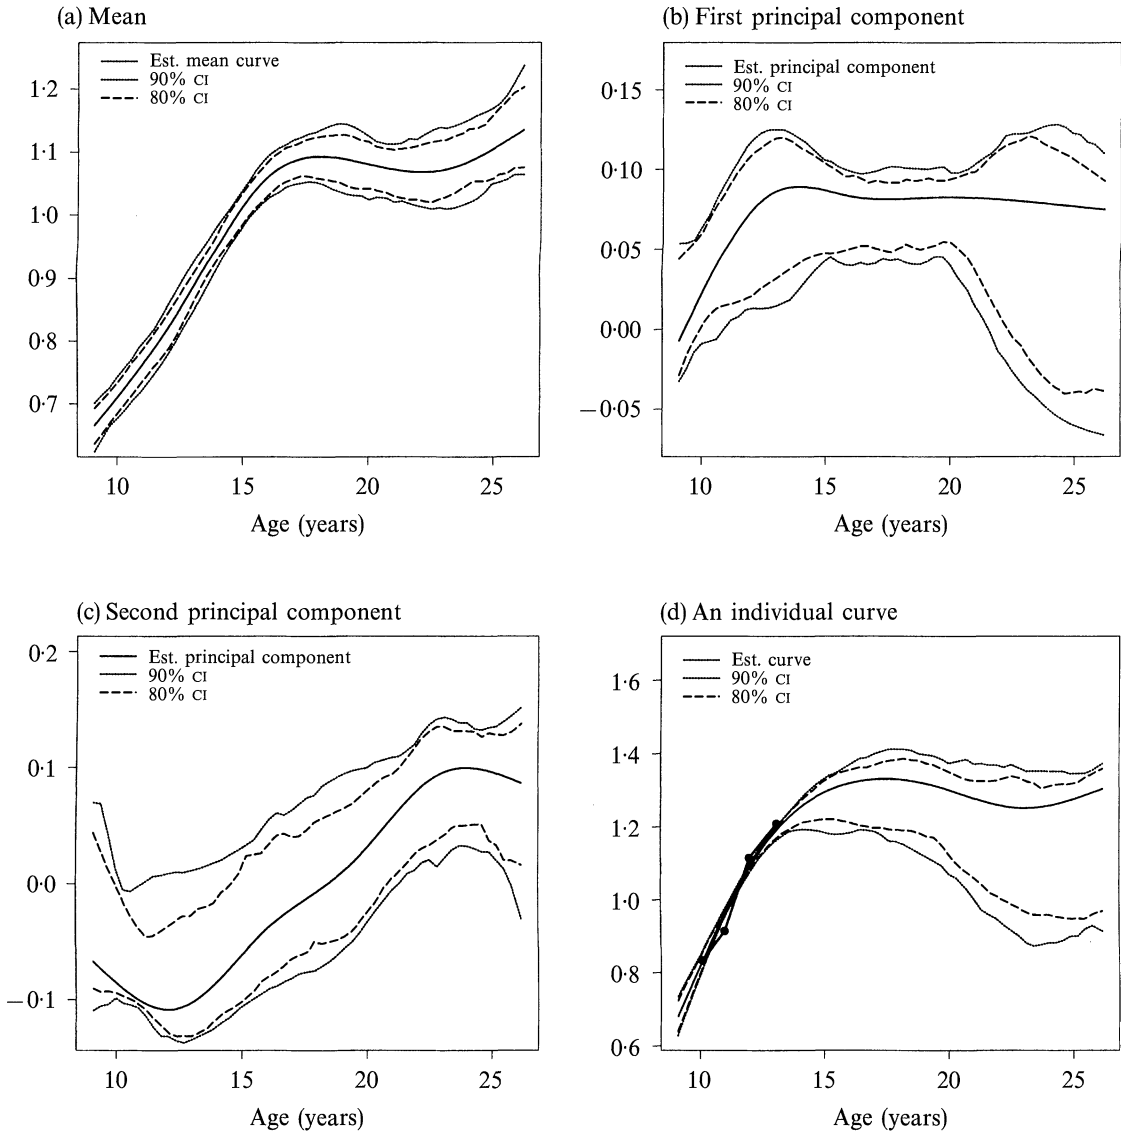 (a) Mean
Est. mean curve
90% CI
80% CI
1·2
1·1
1·0
0·9
0·8
0·7
10 15 20 25
Age (years)
(b) First principal component
Est. principal component
90% CI
80% CI
0·15
0·10
0·05
0·00
−0·05
10 15 20 25
Age (years)
(c) Second principal component
Est. principal component
90% CI
80% CI
0·2
0·1
0·0
−0·1
10 15 20 25
Age (years)
(d) An individual curve
Est. curve
90% CI
80% CI
1·6
1·4
1·2
1·0
0·8
0·6
10 15 20 25
Age (years)